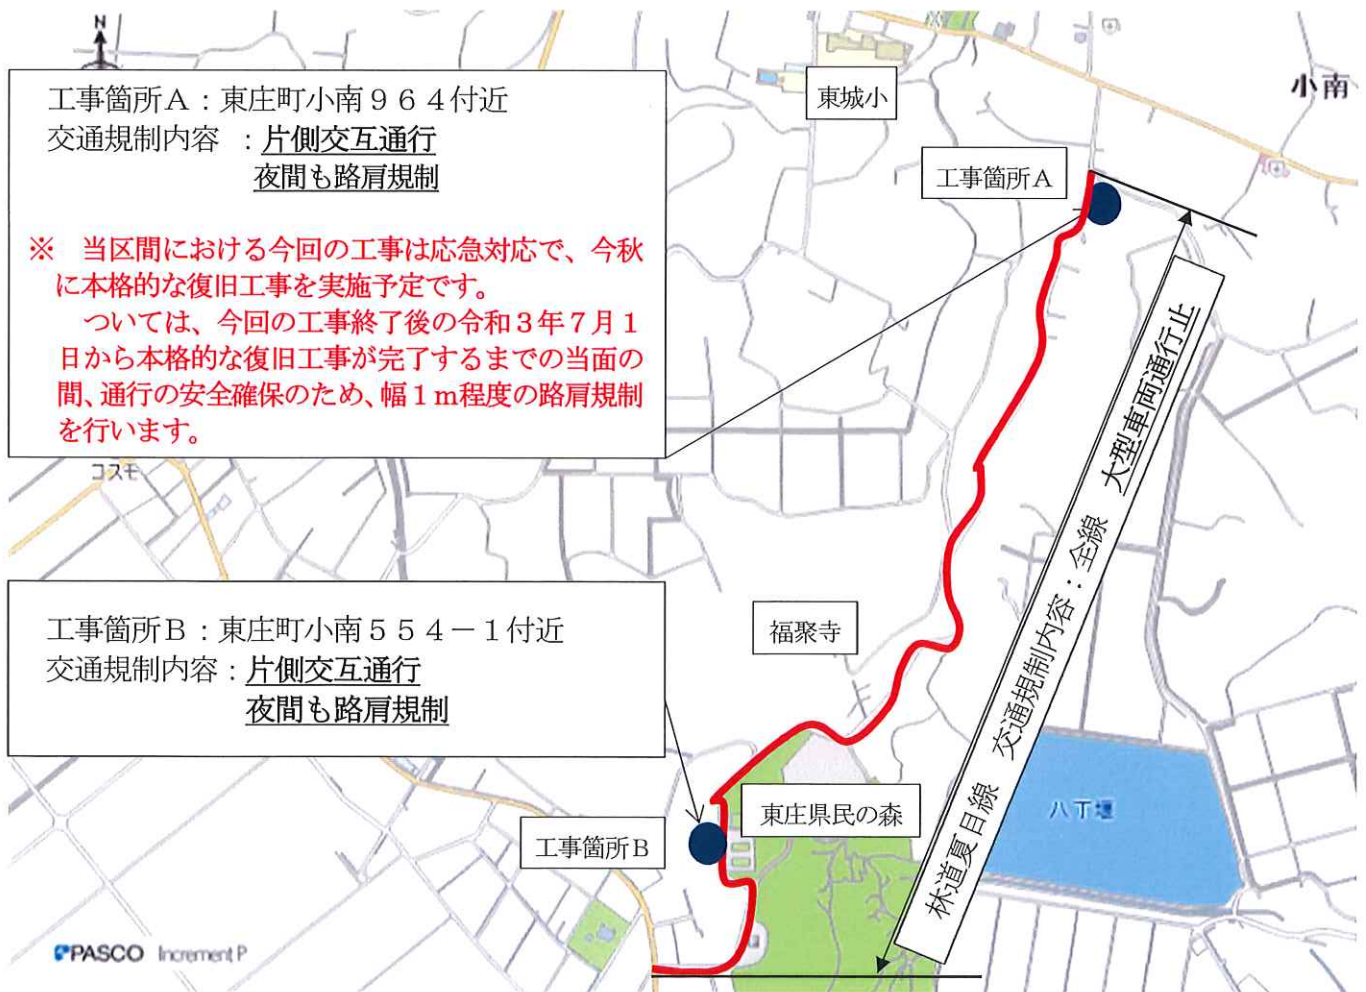 N
工事箇所A：東庄町小南９６４付近
交通規制内容 ：片側交互通行
夜間も路肩規制
※　当区間における今回の工事は応急対応で、今秋
に本格的な復旧工事を実施予定です。
ついては、今回の工事終了後の令和３年７月１
日から本格的な復旧工事が完了するまでの当面の
間、通行の安全確保のため、幅１ｍ程度の路肩規制
を行います。
東城小
小南
工事箇所A
コスモ
林道夏目線　交通規制内容：全線　大型車両通行止
工事箇所B：東庄町小南５５４－１付近
交通規制内容：片側交互通行
夜間も路肩規制
福聚寺
東庄県民の森
八丁堰
工事箇所B
PASCO Increment P